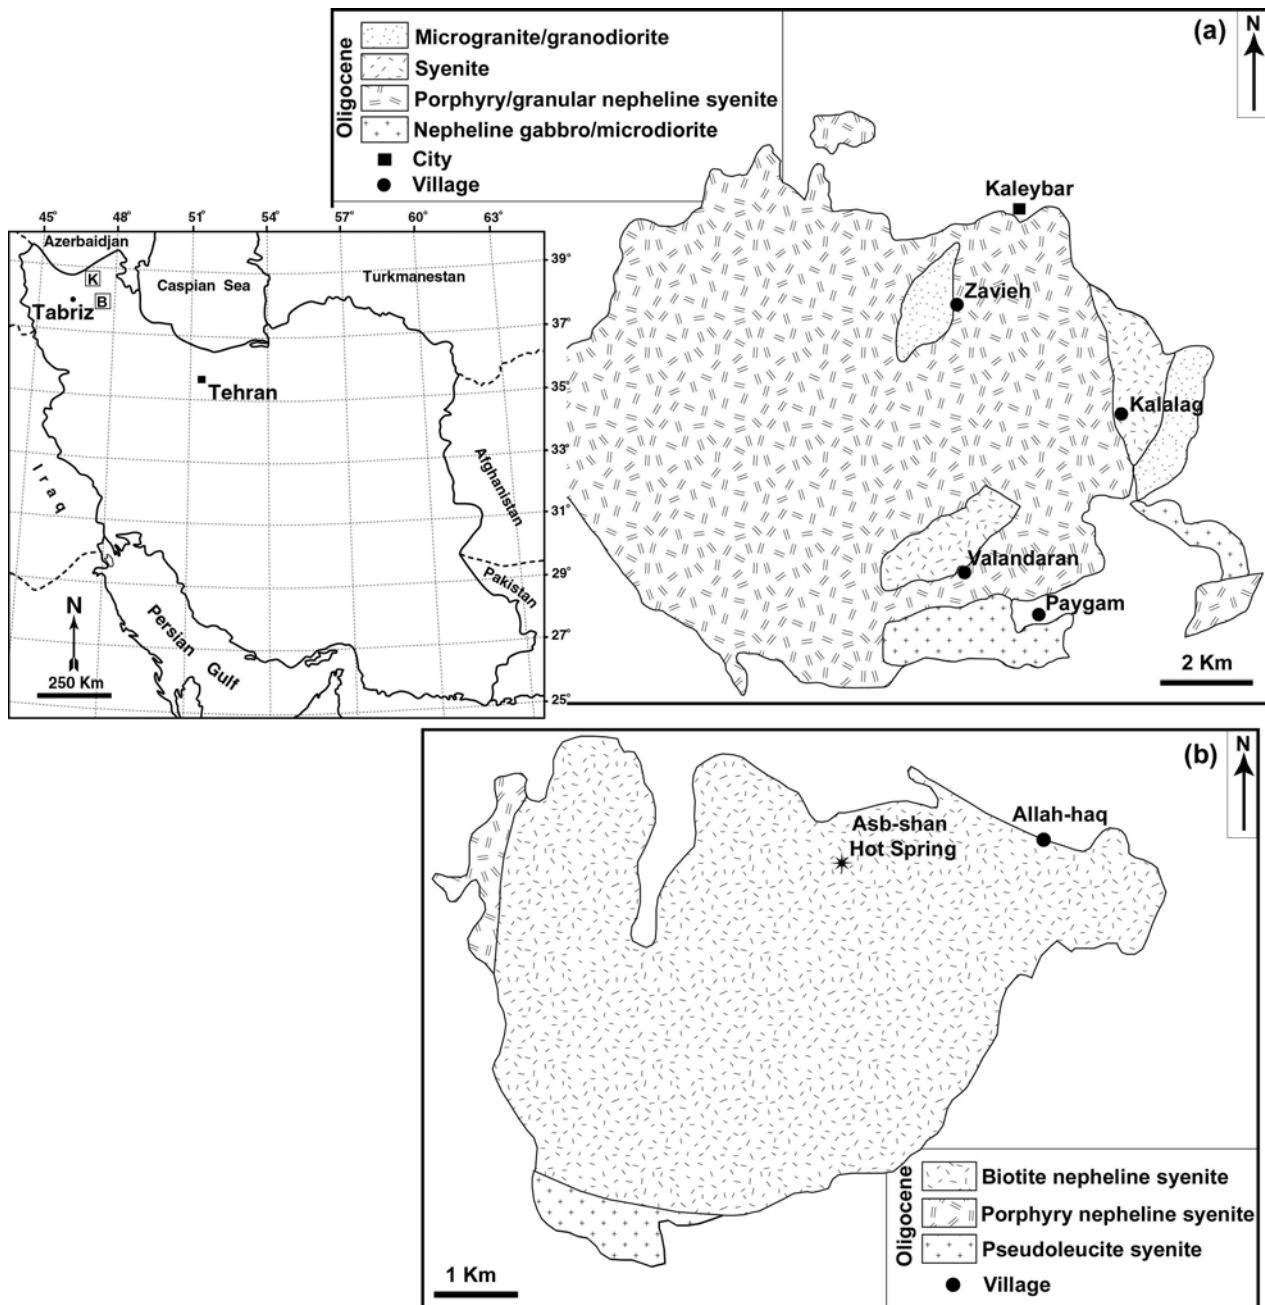 (a)
N
Oligocene
Microgranite/granodiorite
Syenite
Porphyry/granular nepheline syenite
Nepheline gabbro/microdiorite
City
Village
Kaleybar
Zavieh
Kalalag
Valandaran
Paygam
2 Km
45° 48° 51° 54° 57° 60° 63°
Azerbaidjan
Caspian Sea
Turkmanestan
39°
K
B
Tabriz
37°
Tehran
35°
33°
Iraq
Afghanistan
31°
Pakistan
29°
N
Persian Gulf
27°
250 Km
25°
(b)
N
Allah-haq
Asb-shan
Hot Spring
Oligocene
Biotite nepheline syenite
Porphyry nepheline syenite
Pseudoleucite syenite
Village
1 Km